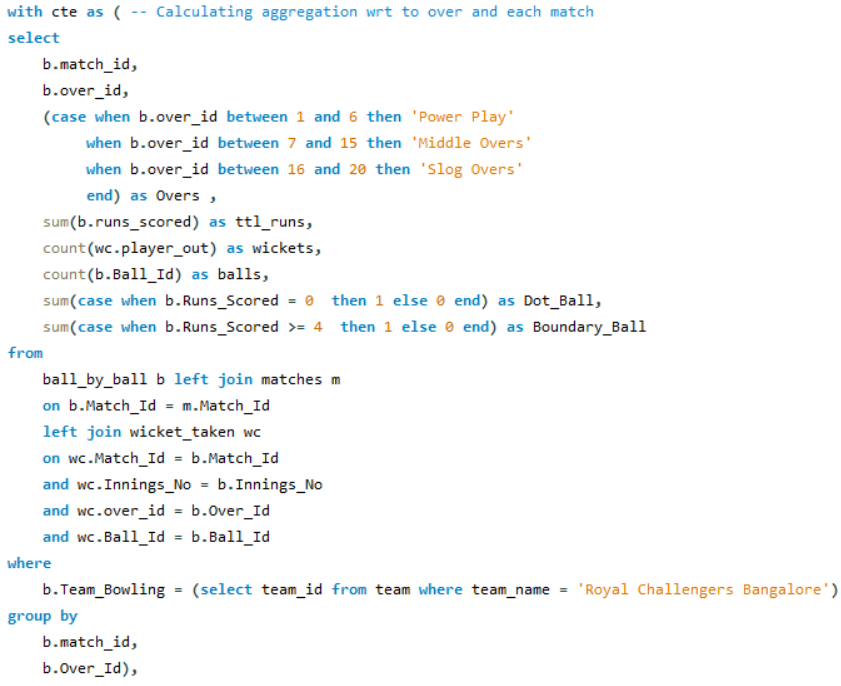 with cte as ( -- Calculating aggregation wrt to over and each match
select
    b.match_id,
    b.over_id,
    (case when b.over_id between 1 and 6 then 'Power Play'
         when b.over_id between 7 and 15 then 'Middle Overs'
         when b.over_id between 16 and 20 then 'Slog Overs'
         end) as Overs ,
    sum(b.runs_scored) as ttl_runs,
    count(wc.player_out) as wickets,
    count(b.Ball_Id) as balls,
    sum(case when b.Runs_Scored = 0  then 1 else 0 end) as Dot_Ball,
    sum(case when b.Runs_Scored >= 4  then 1 else 0 end) as Boundary_Ball
from
    ball_by_ball b left join matches m
    on b.Match_Id = m.Match_Id
    left join wicket_taken wc
    on wc.Match_Id = b.Match_Id
    and wc.Innings_No = b.Innings_No
    and wc.over_id = b.Over_Id
    and wc.Ball_Id = b.Ball_Id
where
    b.Team_Bowling = (select team_id from team where team_name = 'Royal Challengers Bangalore')
group by
    b.match_id,
    b.Over_Id),